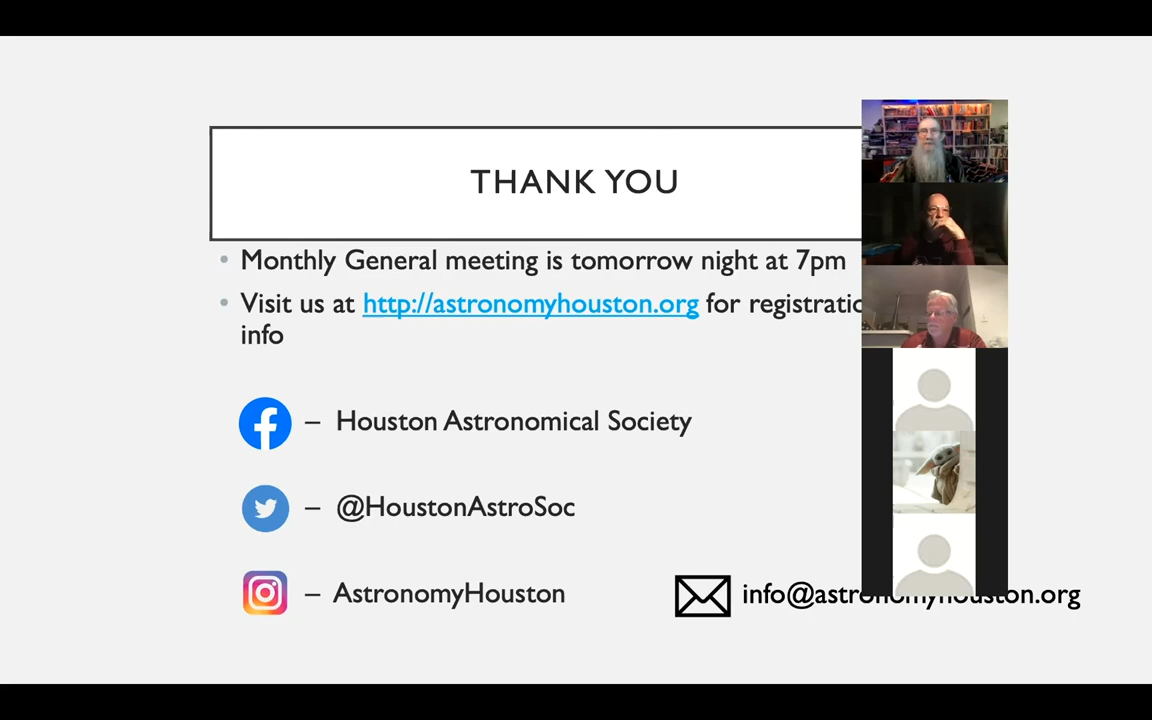 THANK YOU
• Monthly General meeting is tomorrow night at 7pm
• Visit us at http://astronomyhouston.org for
info
– Houston Astronomical Society
– @HoustonAstroSoc
– AstronomyHouston
info@astronomyhouston.org